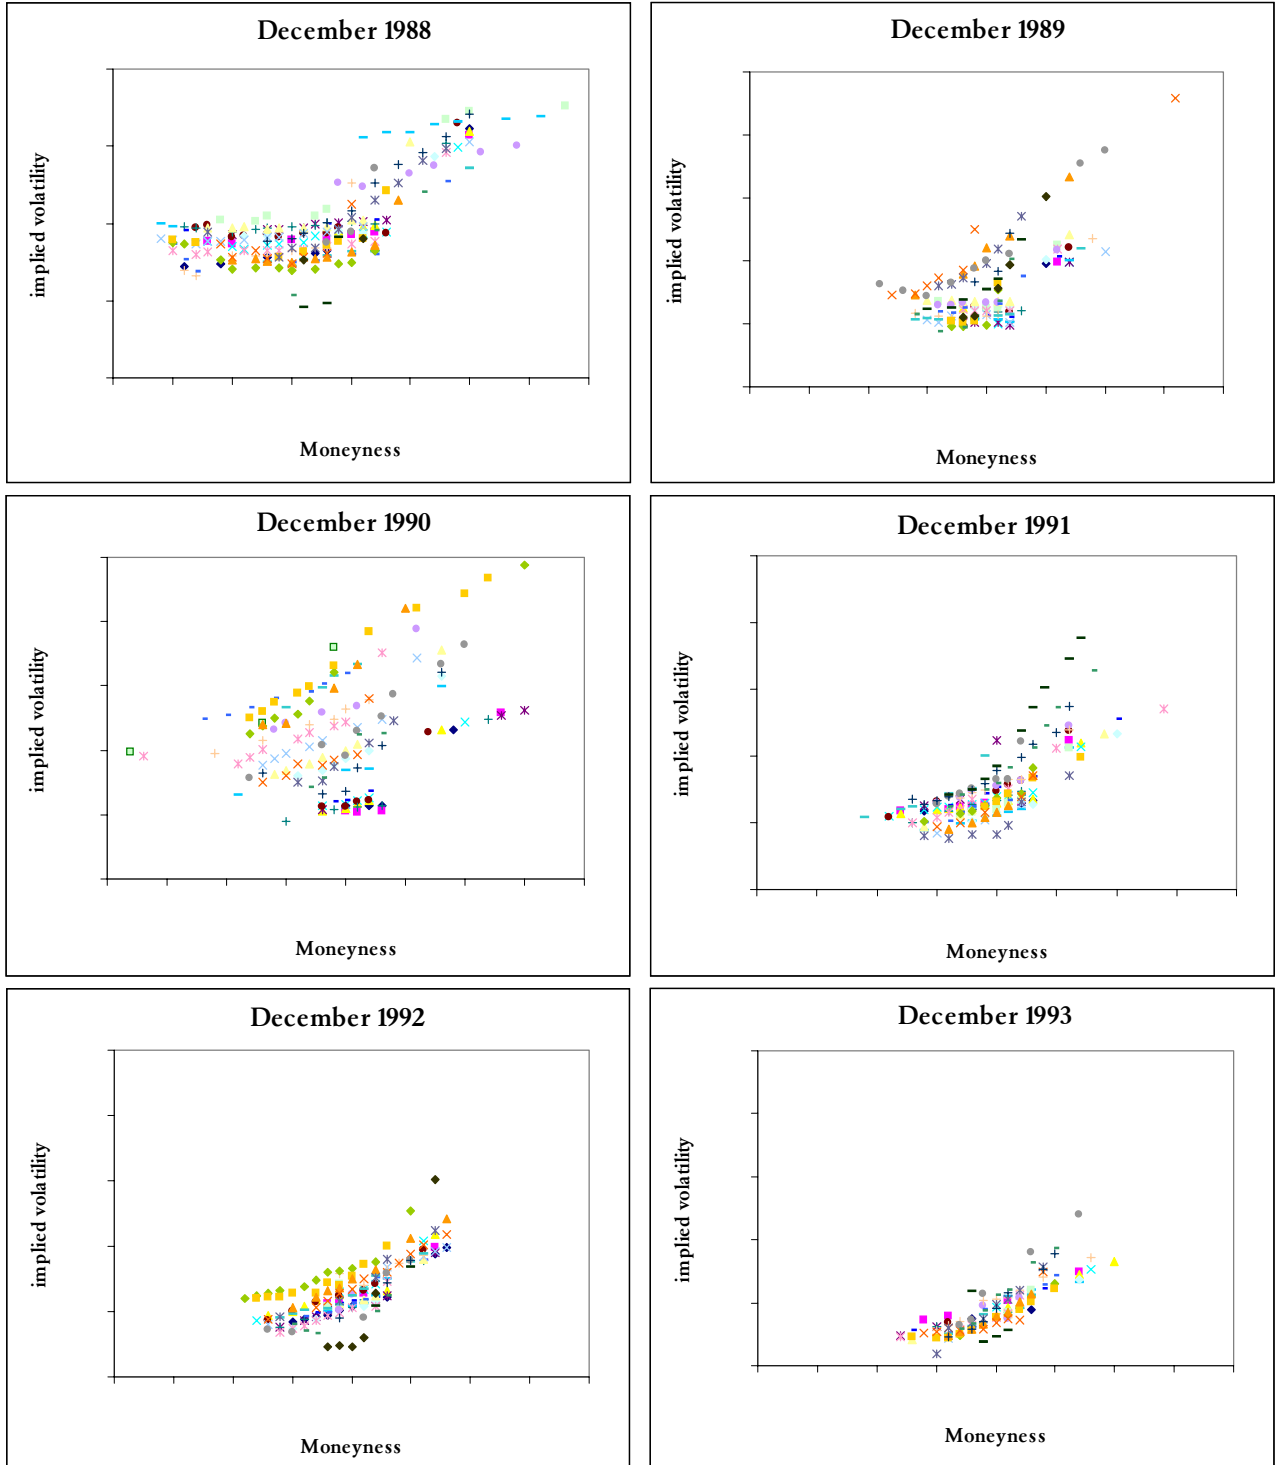 December 1988
implied volatility
Moneyness
December 1989
implied volatility
Moneyness
December 1990
implied volatility
Moneyness
December 1991
implied volatility
Moneyness
December 1992
implied volatility
Moneyness
December 1993
implied volatility
Moneyness